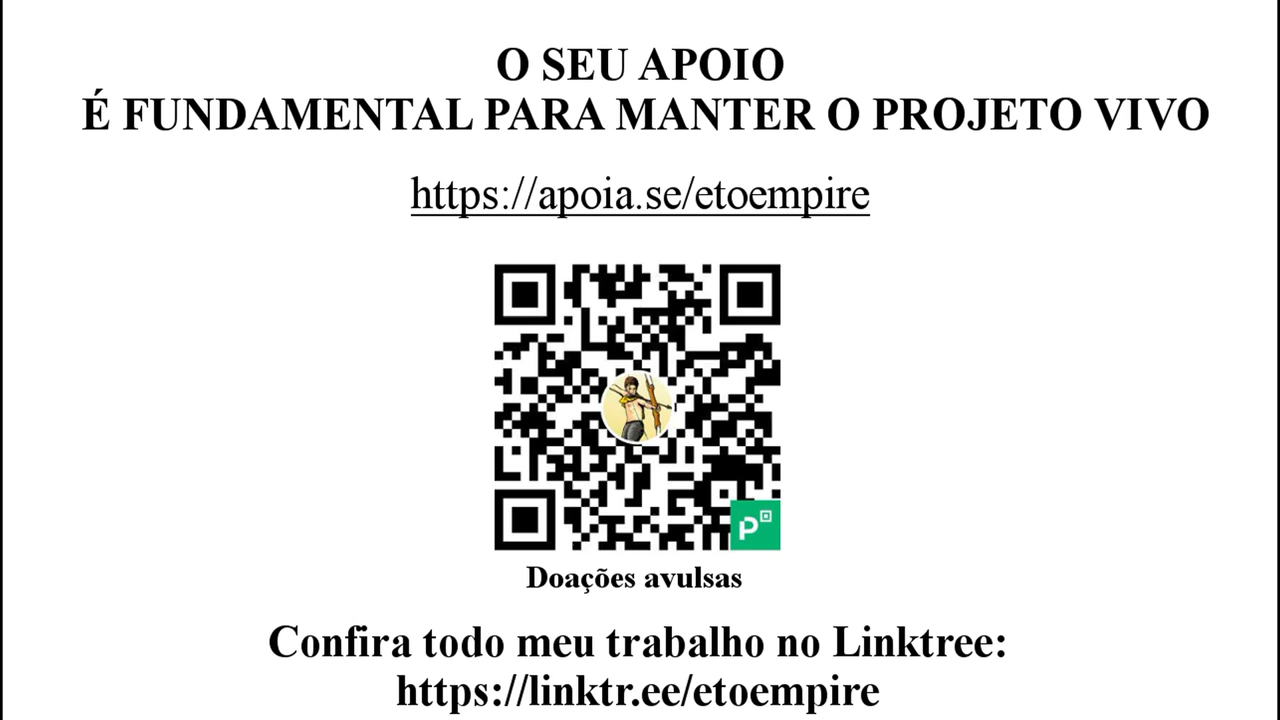 O SEU APOIO
É FUNDAMENTAL PARA MANTER O PROJETO VIVO
https://apoia.se/etoempire
P
Doações avulsas
Confira todo meu trabalho no Linktree:
https://linktr.ee/etoempire